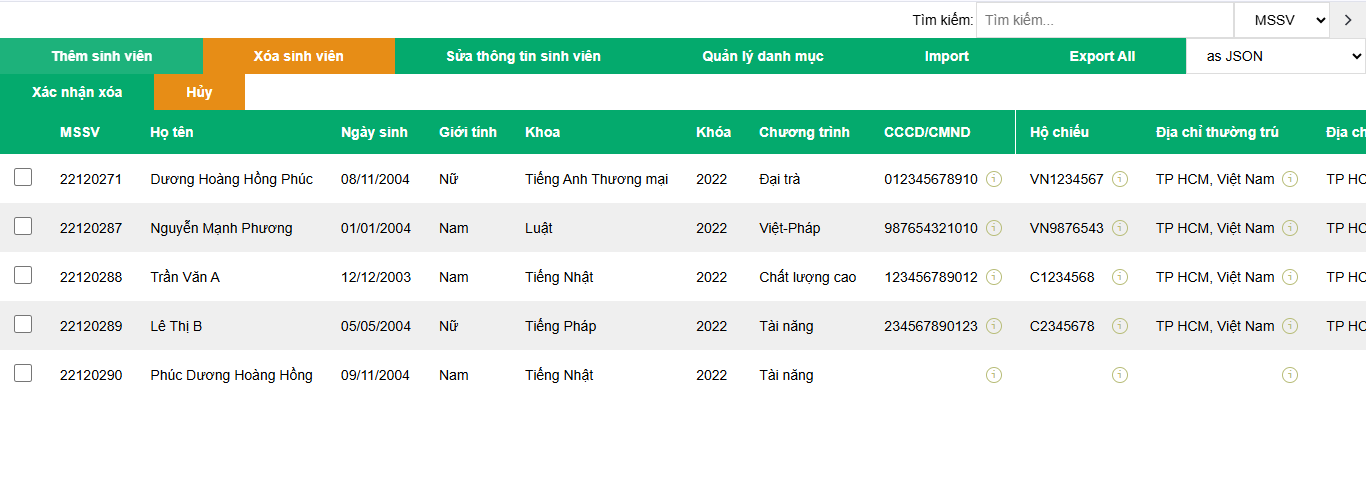 Tìm kiếm: Tìm kiếm... MSSV
Thêm sinh viên Xóa sinh viên Sửa thông tin sinh viên Quản lý danh mục Import Export All as JSON
Xác nhận xóa Hủy
MSSV Họ tên Ngày sinh Giới tính Khoa Khóa Chương trình CCCD/CMND Hộ chiếu Địa chỉ thường trú Địa
22120271 Dương Hoàng Hồng Phúc 08/11/2004 Nữ Tiếng Anh Thương mại 2022 Đại trà 012345678910 VN1234567 TP HCM, Việt Nam TP
22120287 Nguyễn Mạnh Phương 01/01/2004 Nam Luật 2022 Việt-Pháp 987654321010 VN9876543 TP HCM, Việt Nam TP
22120288 Trần Văn A 12/12/2003 Nam Tiếng Nhật 2022 Chất lượng cao 123456789012 C1234568 TP HCM, Việt Nam TP
22120289 Lê Thị B 05/05/2004 Nữ Tiếng Pháp 2022 Tài năng 234567890123 C2345678 TP HCM, Việt Nam TP
22120290 Phúc Dương Hoàng Hồng 09/11/2004 Nam Tiếng Nhật 2022 Tài năng